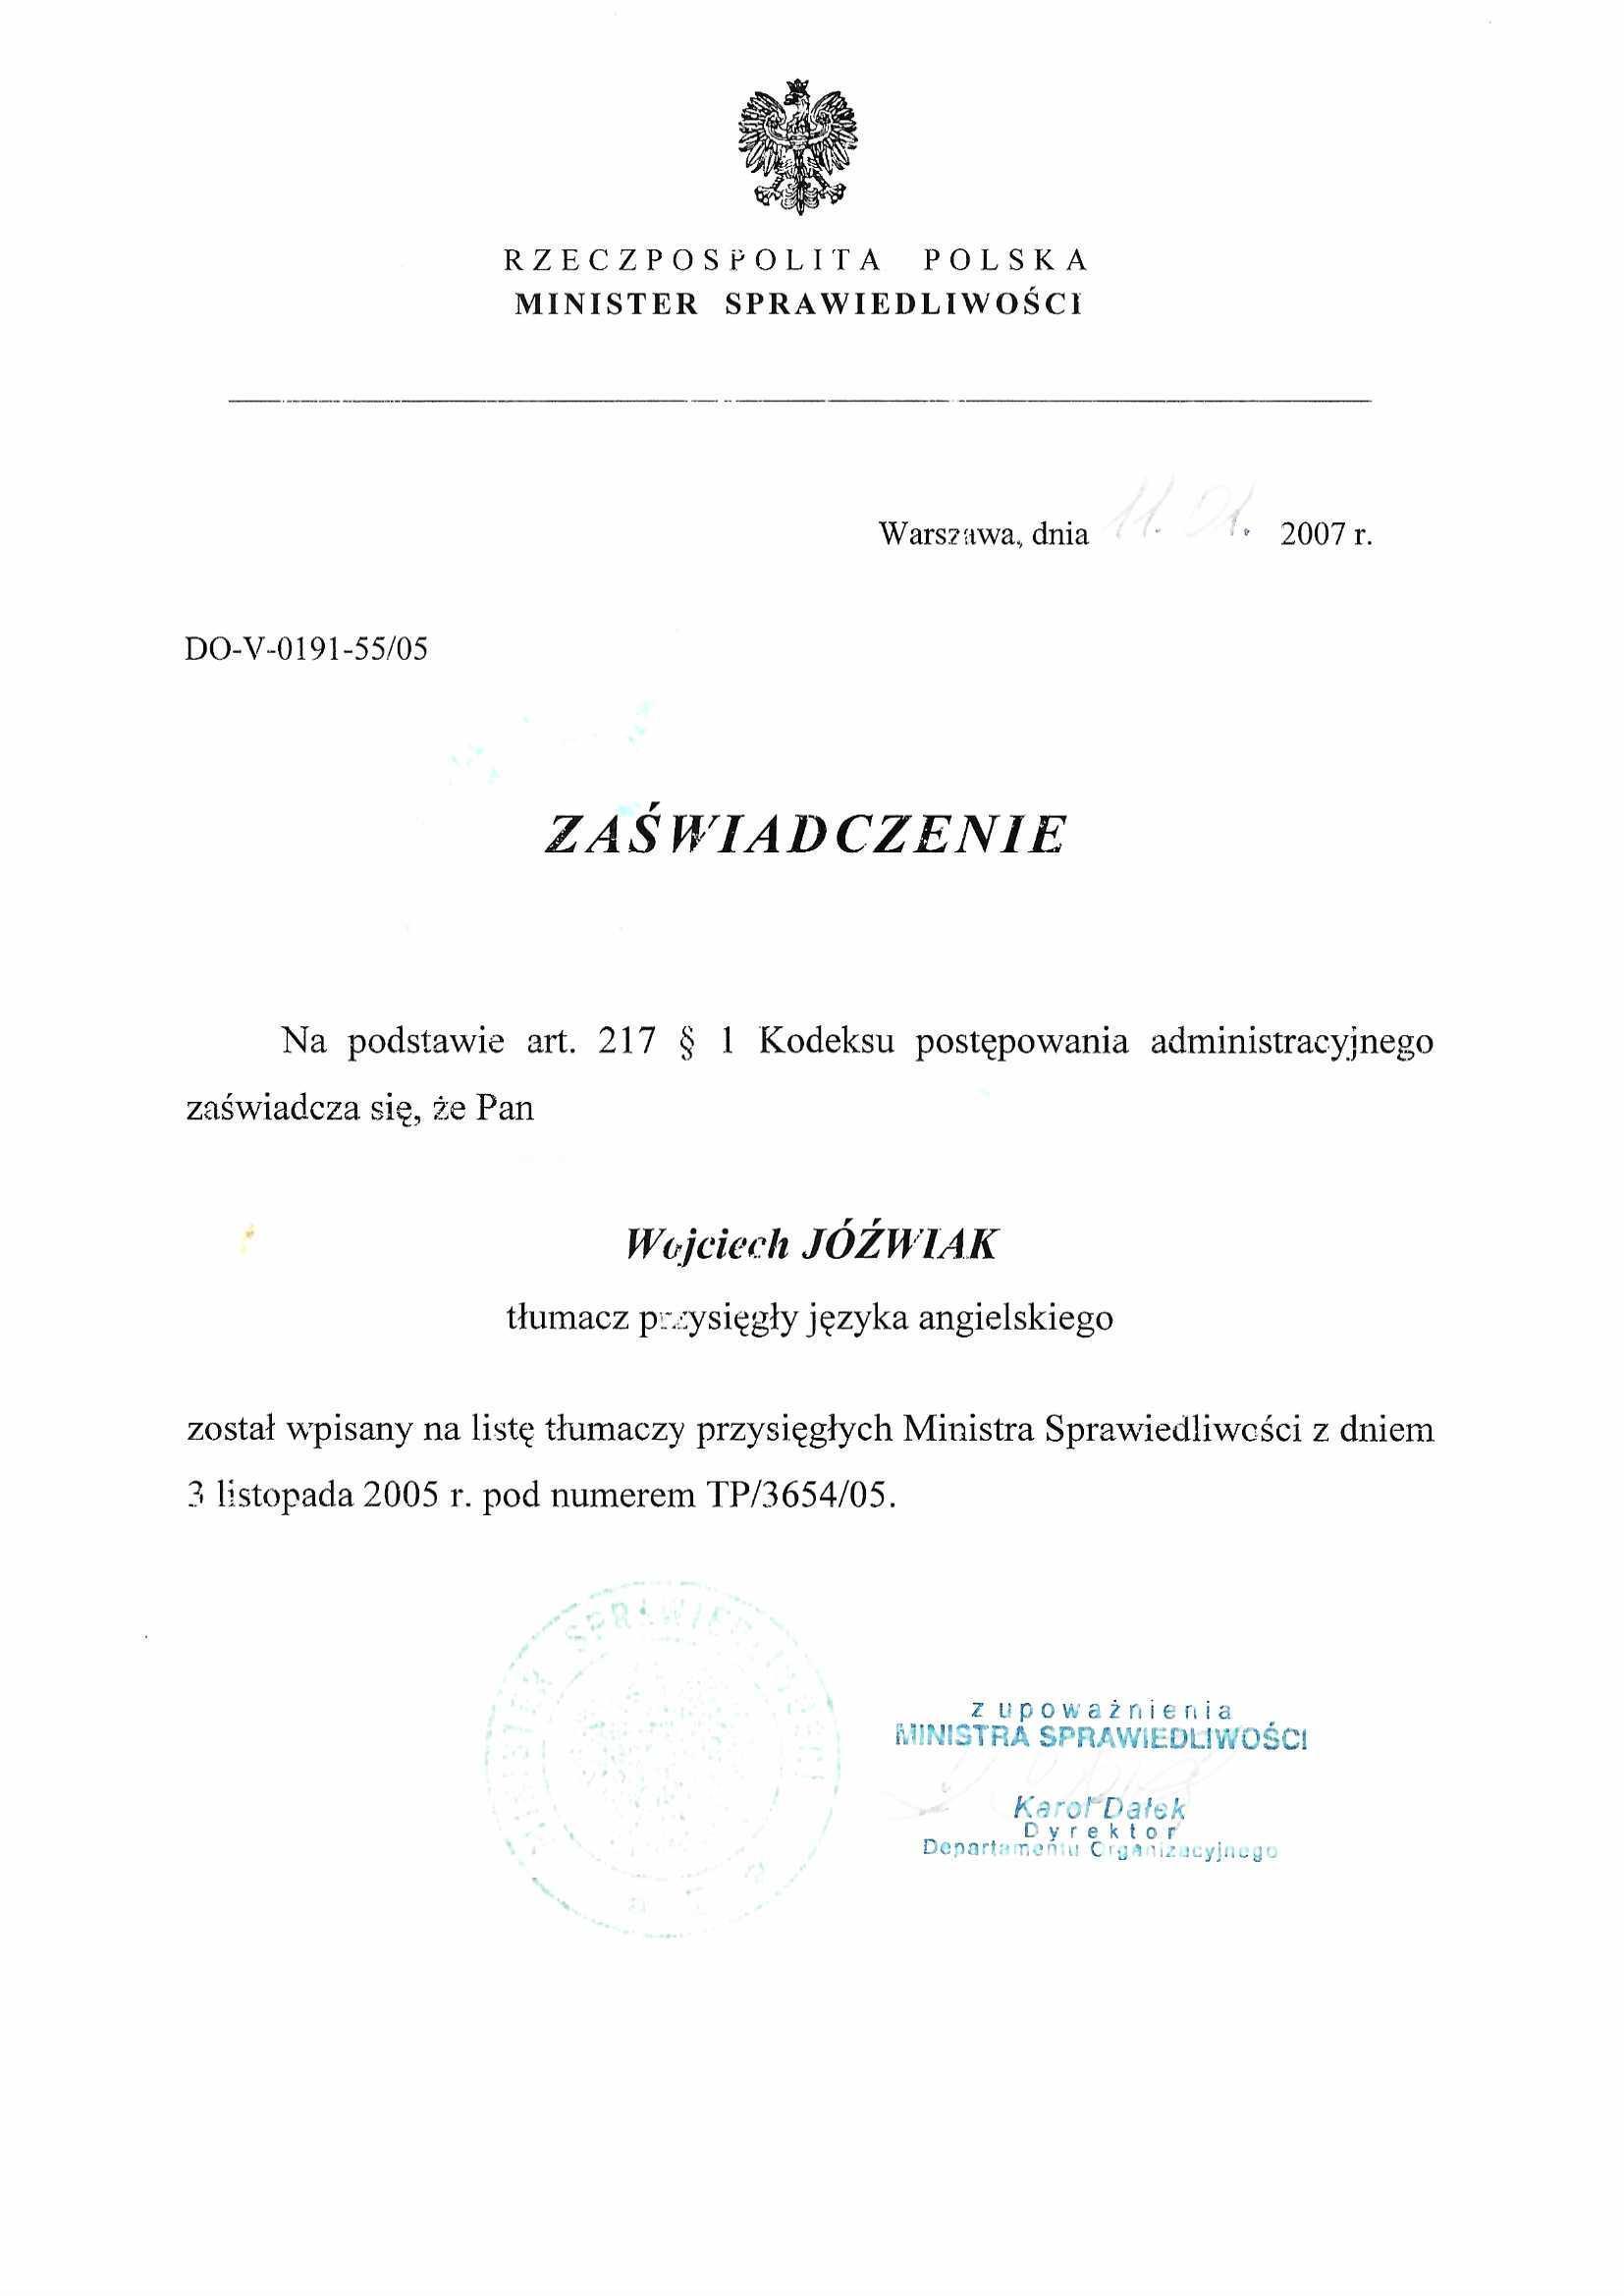 RZECZPOSPOLITA POLSKA
MINISTER SPRAWIEDLIWOŚCI
Warszawa, dnia 11. 01. 2007 r.
DO-V-0191-55/05
ZAŚWIADCZENIE
Na podstawie art. 217 § 1 Kodeksu postępowania administracyjnego
zaświadcza się, że Pan
Wojciech JÓŹWIAK
tłumacz przysięgły języka angielskiego
został wpisany na listę tłumaczy przysięgłych Ministra Sprawiedliwości z dniem
3 listopada 2005 r. pod numerem TP/3654/05.
MINISTER SPRAWIEDLIWOŚCI
z upoważnienia
MINISTRA SPRAWIEDLIWOŚCI
Karol Dałek
Dyrektor
Departamentu Organizacyjnego